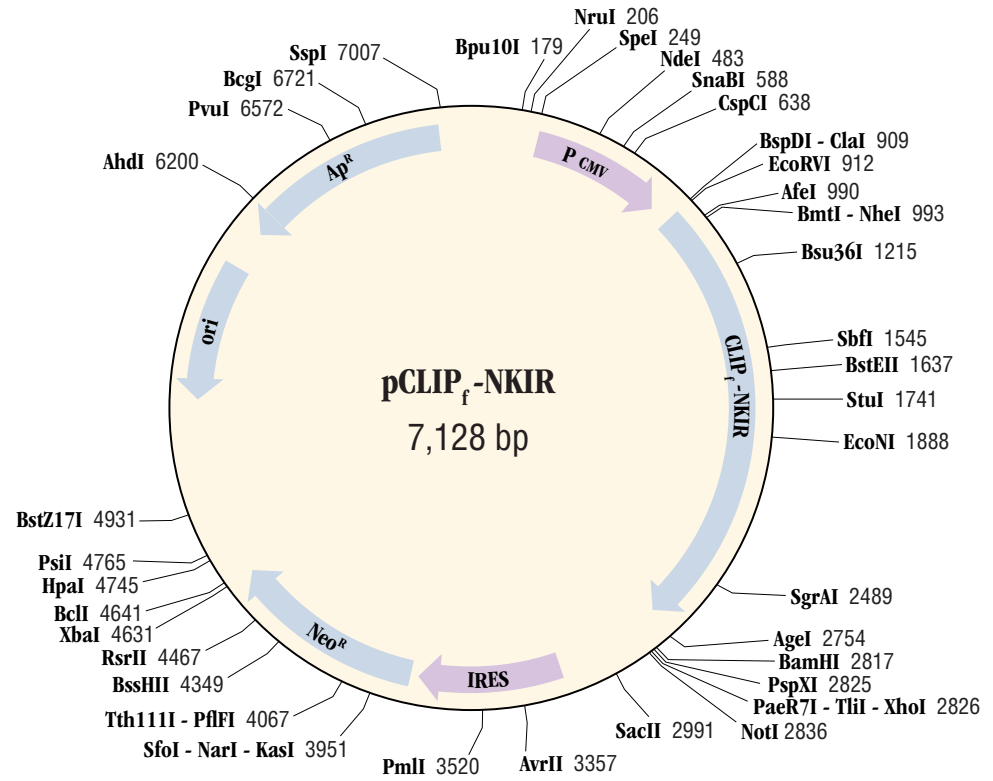 NruI 206
Bpu10I 179
SpeI 249
SspI 7007
NdeI 483
BcgI 6721
SnaBI 588
PvuI 6572
CspCI 638
AhdI 6200
BspDI - ClaI 909
EcoRVI 912
AfeI 990
BmtI - NheI 993
Bsu36I 1215
ApR
P CMV
ori
SbfI 1545
BstEII 1637
StuI 1741
EcoNI 1888
CLIPf-NKIR
pCLIPf-NKIR
7,128 bp
BstZ17I 4931
PsiI 4765
HpaI 4745
BclI 4641
XbaI 4631
RsrII 4467
BssHII 4349
Tth111I - PflFI 4067
SfoI - NarI - KasI 3951
NeoR
IRES
SgrAI 2489
AgeI 2754
BamHI 2817
PspXI 2825
PaeR7I - TliI - XhoI 2826
NotI 2836
SacII 2991
AvrII 3357
PmlI 3520